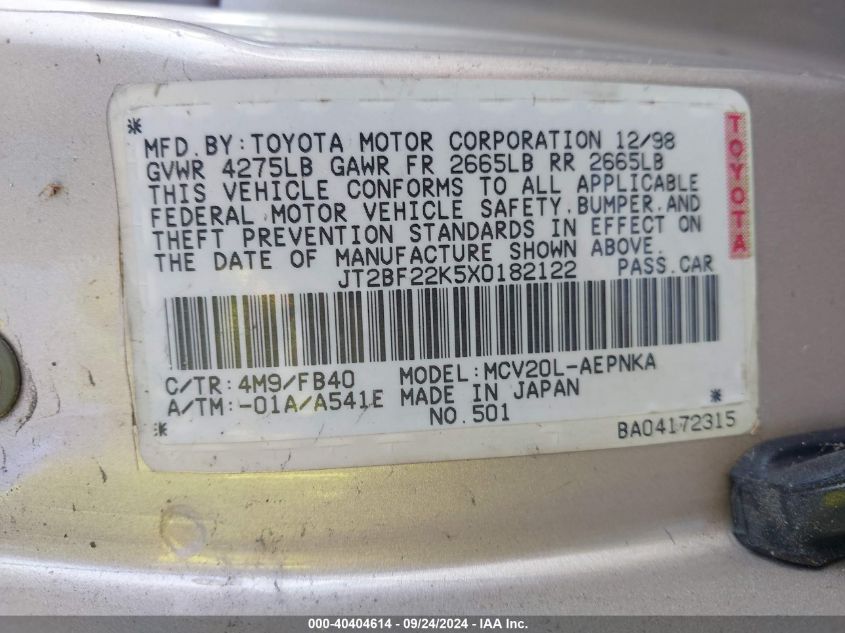 MFD.BY:TOYOTA MOTOR CORPORATION 12/98
GVWR 4275LB GAWR FR 2665LB RR 2665LB
THIS VEHICLE CONFORMS TO ALL APPLICABLE
FEDERAL MOTOR VEHICLE SAFETY,BUMPER,AND
THEFT PREVENTION STANDARDS IN EFFECT ON
THE DATE OF MANUFACTURE SHOWN ABOVE.
JT2BF22K5X0182122 PASS.CAR
TOYOTA
C/TR: 4M9/FB40 MODEL:MCV20L-AEPNKA
A/TM:-01A/A541E MADE IN JAPAN
NO.501
BA04172315
000-40404614 - 09/24/2024 - IAA Inc.